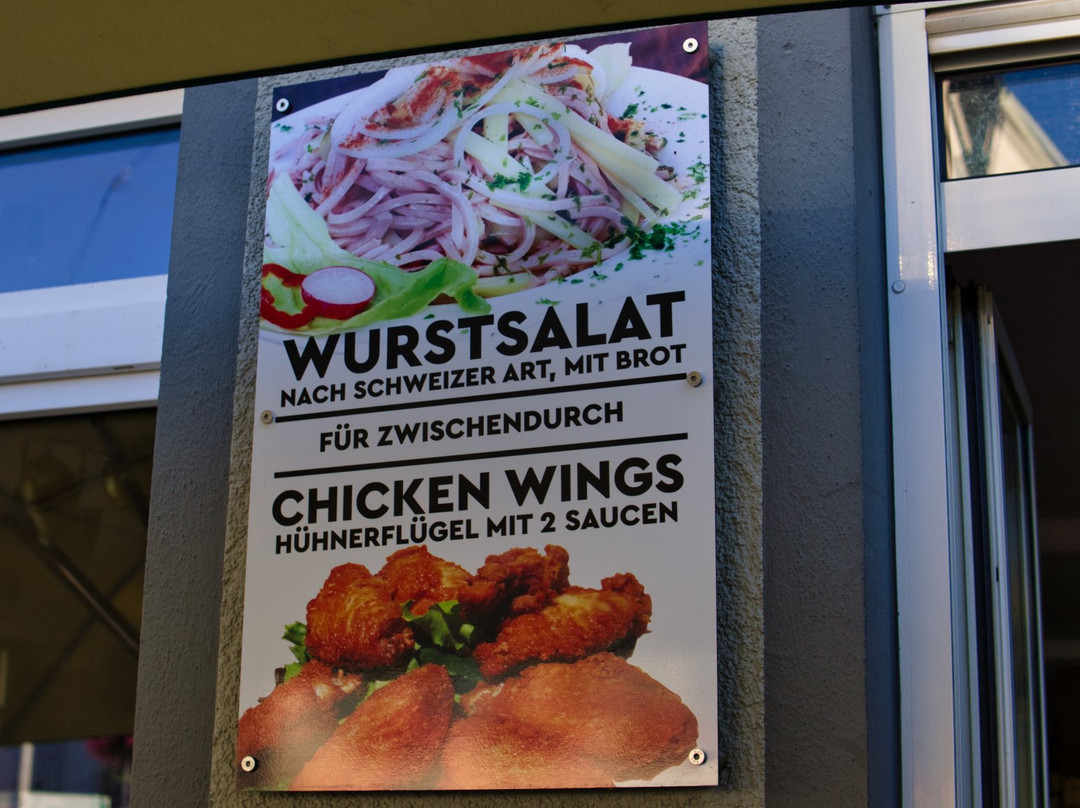 WURSTSALAT
NACH SCHWEIZER ART, MIT BROT
FÜR ZWISCHENDURCH
CHICKEN WINGS
HÜHNERFLÜGEL MIT 2 SAUCEN